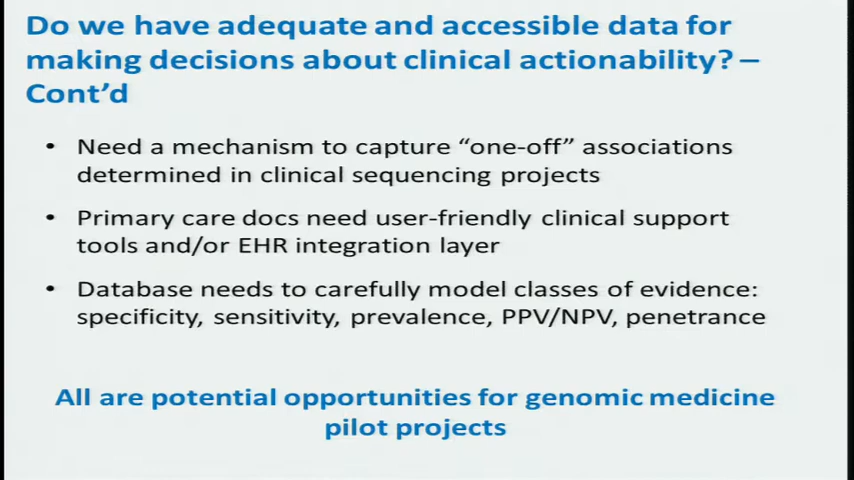 Do we have adequate and accessible data for
making decisions about clinical actionability? –
Cont’d
• Need a mechanism to capture “one-off” associations
determined in clinical sequencing projects
• Primary care docs need user-friendly clinical support
tools and/or EHR integration layer
• Database needs to carefully model classes of evidence:
specificity, sensitivity, prevalence, PPV/NPV, penetrance
All are potential opportunities for genomic medicine
pilot projects